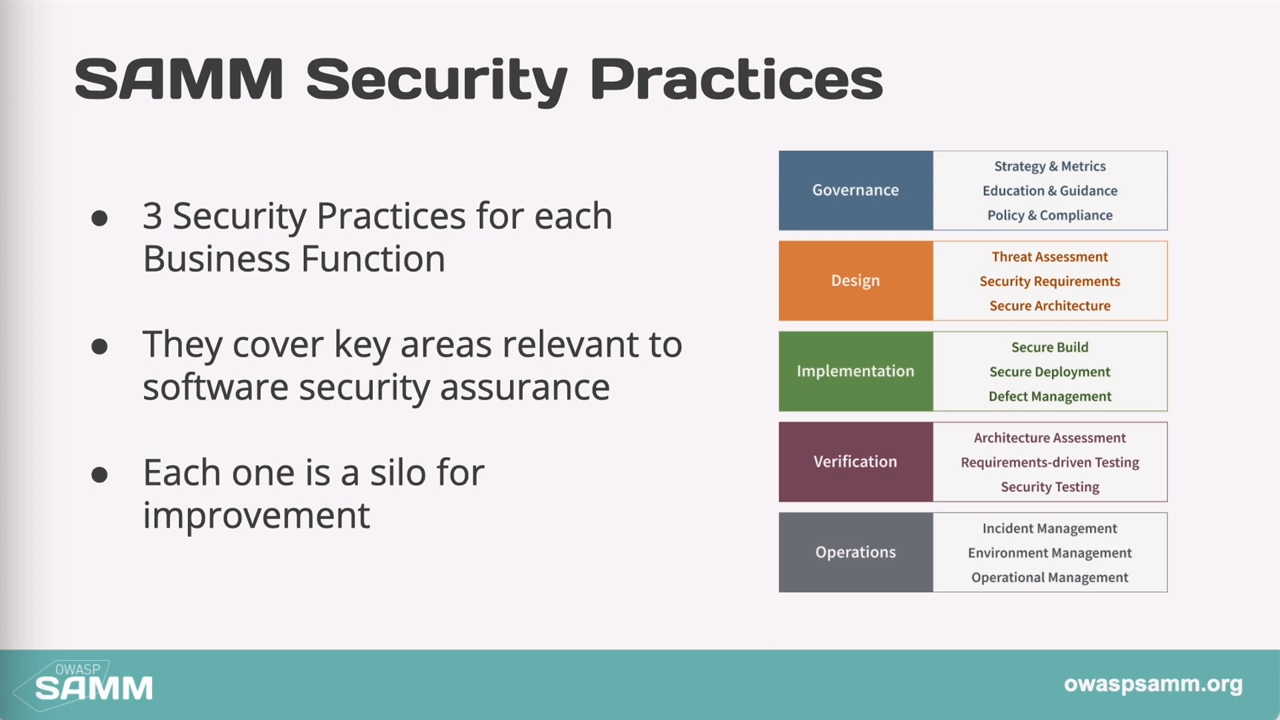 SAMM Security Practices
● 3 Security Practices for each
Business Function
● They cover key areas relevant to
software security assurance
● Each one is a silo for
improvement
Governance
Strategy & Metrics
Education & Guidance
Policy & Compliance
Design
Threat Assessment
Security Requirements
Secure Architecture
Implementation
Secure Build
Secure Deployment
Defect Management
Verification
Architecture Assessment
Requirements-driven Testing
Security Testing
Operations
Incident Management
Environment Management
Operational Management
OWASP
SAMM
owaspsamm.org